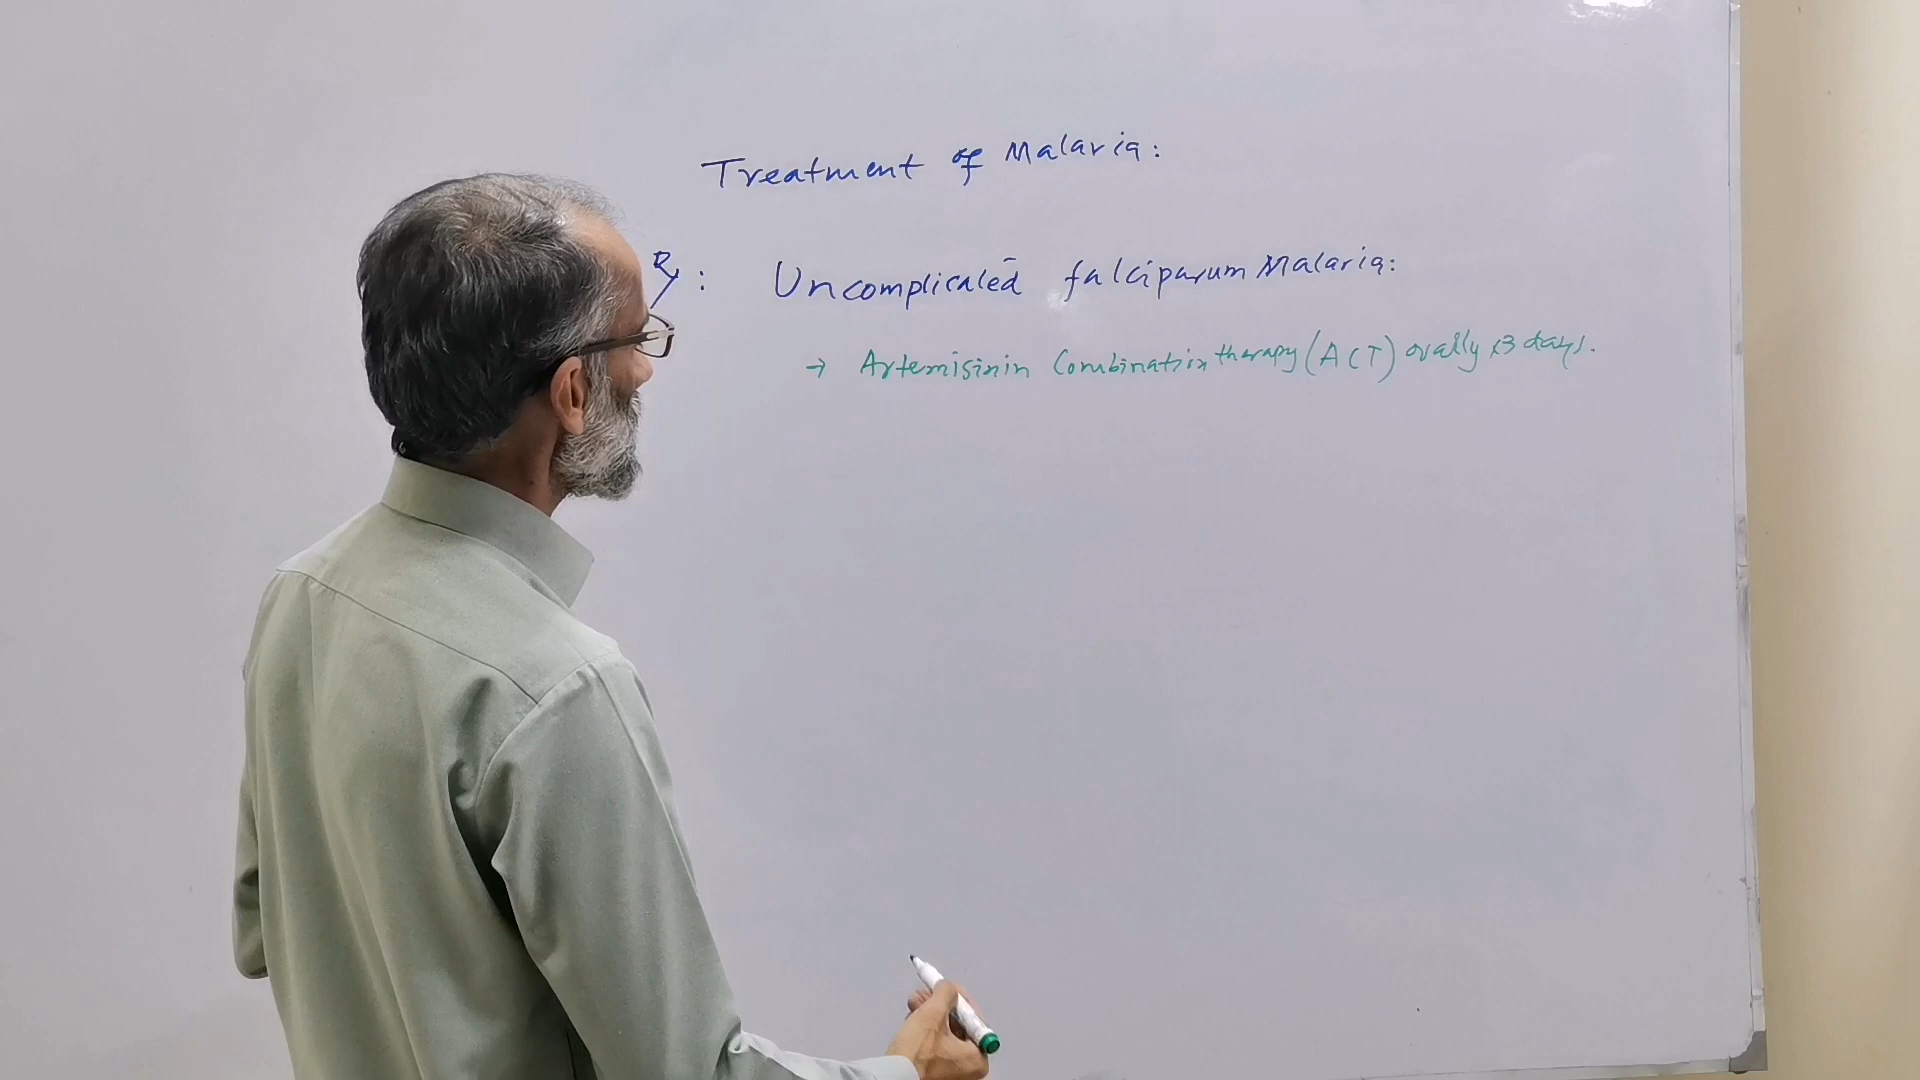 Treatment of Malaria:
℞: Uncomplicated falciparum Malaria:
→ Artemisinin Combination therapy (ACT) orally x3 days.